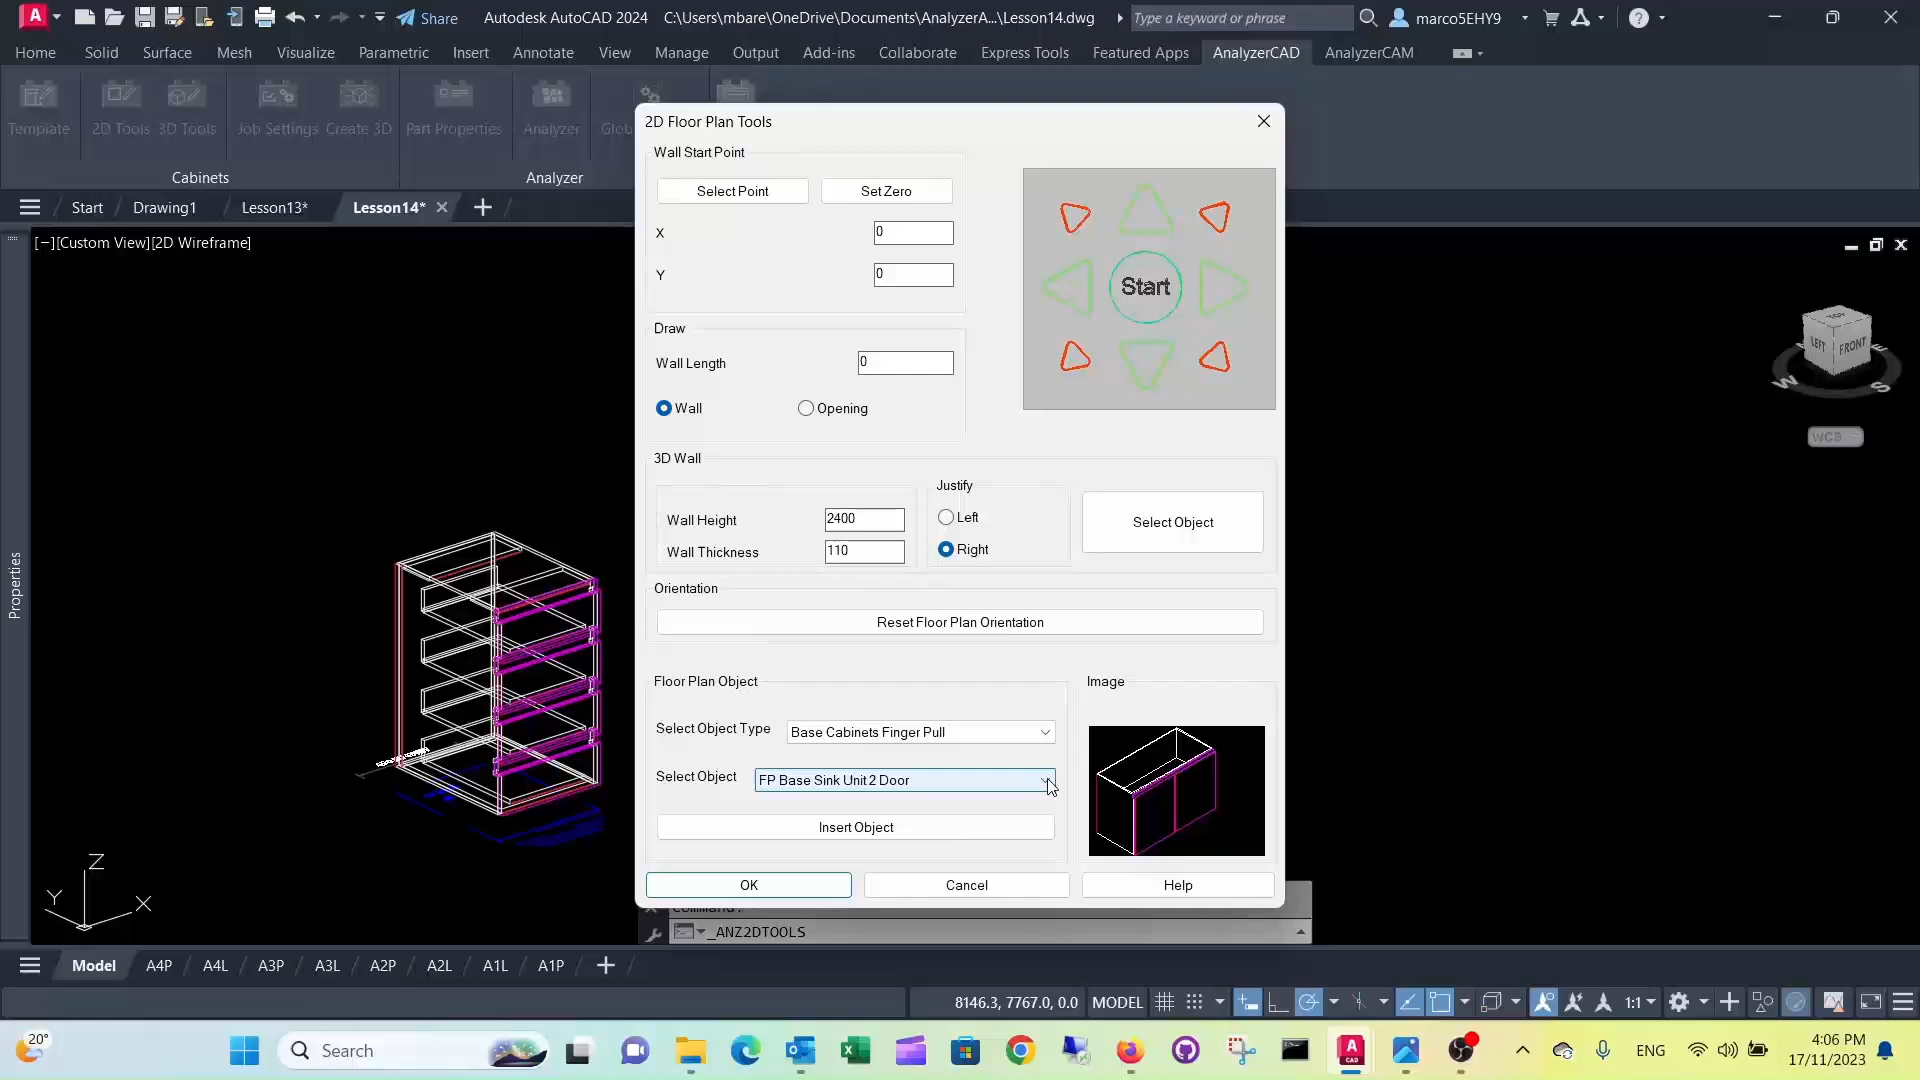 Share
Autodesk AutoCAD 2024
C:\Users\mbare\OneDrive\Documents\AnalyzerA...\Lesson14.dwg
Type a keyword or phrase
marco5EHY9
Home
Solid
Surface
Mesh
Visualize
Parametric
Insert
Annotate
View
Manage
Output
Add-ins
Collaborate
Express Tools
Featured Apps
AnalyzerCAD
AnalyzerCAM
Template
2D Tools
3D Tools
Job Settings
Create 3D
Part Properties
Analyzer
Cabinets
Analyzer
Start
Drawing1
Lesson13*
Lesson14*
[−][Custom View][2D Wireframe]
Properties
2D Floor Plan Tools
Wall Start Point
Select Point
Set Zero
X
0
Y
0
Start
Draw
Wall Length
0
Wall
Opening
3D Wall
Wall Height
2400
Wall Thickness
110
Justify
Left
Right
Select Object
Orientation
Reset Floor Plan Orientation
Floor Plan Object
Select Object Type
Base Cabinets Finger Pull
Select Object
FP Base Sink Unit 2 Door
Insert Object
Image
OK
Cancel
Help
TOP
LEFT
FRONT
W
S
E
WCS
Z
Y
X
Command:
_ANZ2DTOOLS
Model
A4P
A4L
A3P
A3L
A2P
A2L
A1L
A1P
8146.3, 7767.0, 0.0
MODEL
1:1
20°
Search
CAD
ENG
4:06 PM
17/11/2023